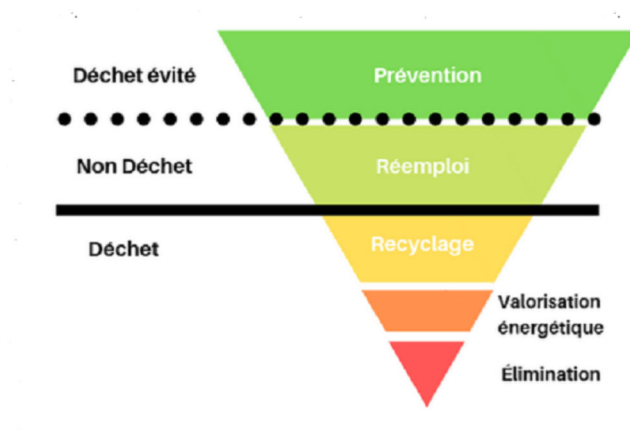 Déchet évité
Prévention
Non Déchet
Réemploi
Déchet
Recyclage
Valorisation
énergétique
Élimination